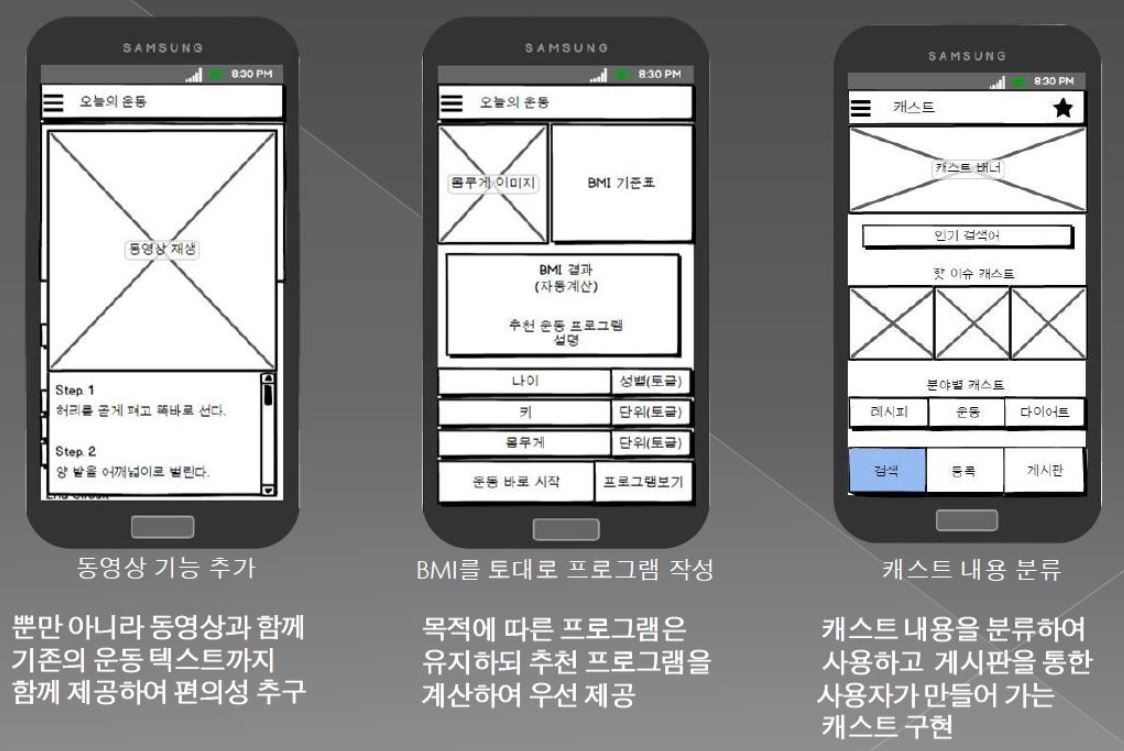 SAMSUNG
8:30 PM
오늘의 운동
동영상 재생
Step. 1
허리를 곧게 펴고 똑바로 선다.
Step. 2
양 발을 어깨넓이로 벌린다.
End Circuit
동영상 기능 추가
뿐만 아니라 동영상과 함께
기존의 운동 텍스트까지
함께 제공하여 편의성 추구
SAMSUNG
8:30 PM
오늘의 운동
몸무게 이미지
BMI 기준표
BMI 결과
(자동계산)
추천 운동 프로그램
설명
나이
성별(토글)
키
단위(토글)
몸무게
단위(토글)
운동 바로 시작
프로그램보기
BMI를 토대로 프로그램 작성
목적에 따른 프로그램은
유지하되 추천 프로그램을
계산하여 우선 제공
SAMSUNG
8:30 PM
캐스트
캐스트 배너
인기 검색어
핫 이슈 캐스트
분야별 캐스트
레시피
운동
다이어트
검색
등록
게시판
캐스트 내용 분류
캐스트 내용을 분류하여
사용하고 게시판을 통한
사용자가 만들어 가는
캐스트 구현